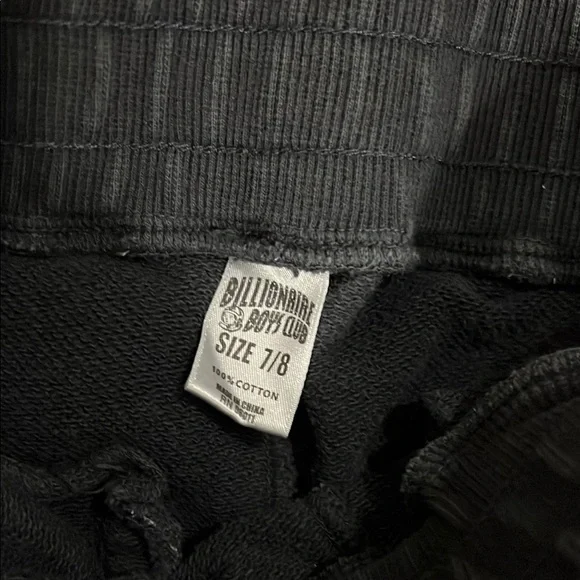 BILLIONAIRE
BOYS CLUB
SIZE 7/8
100% COTTON
MADE IN CHINA